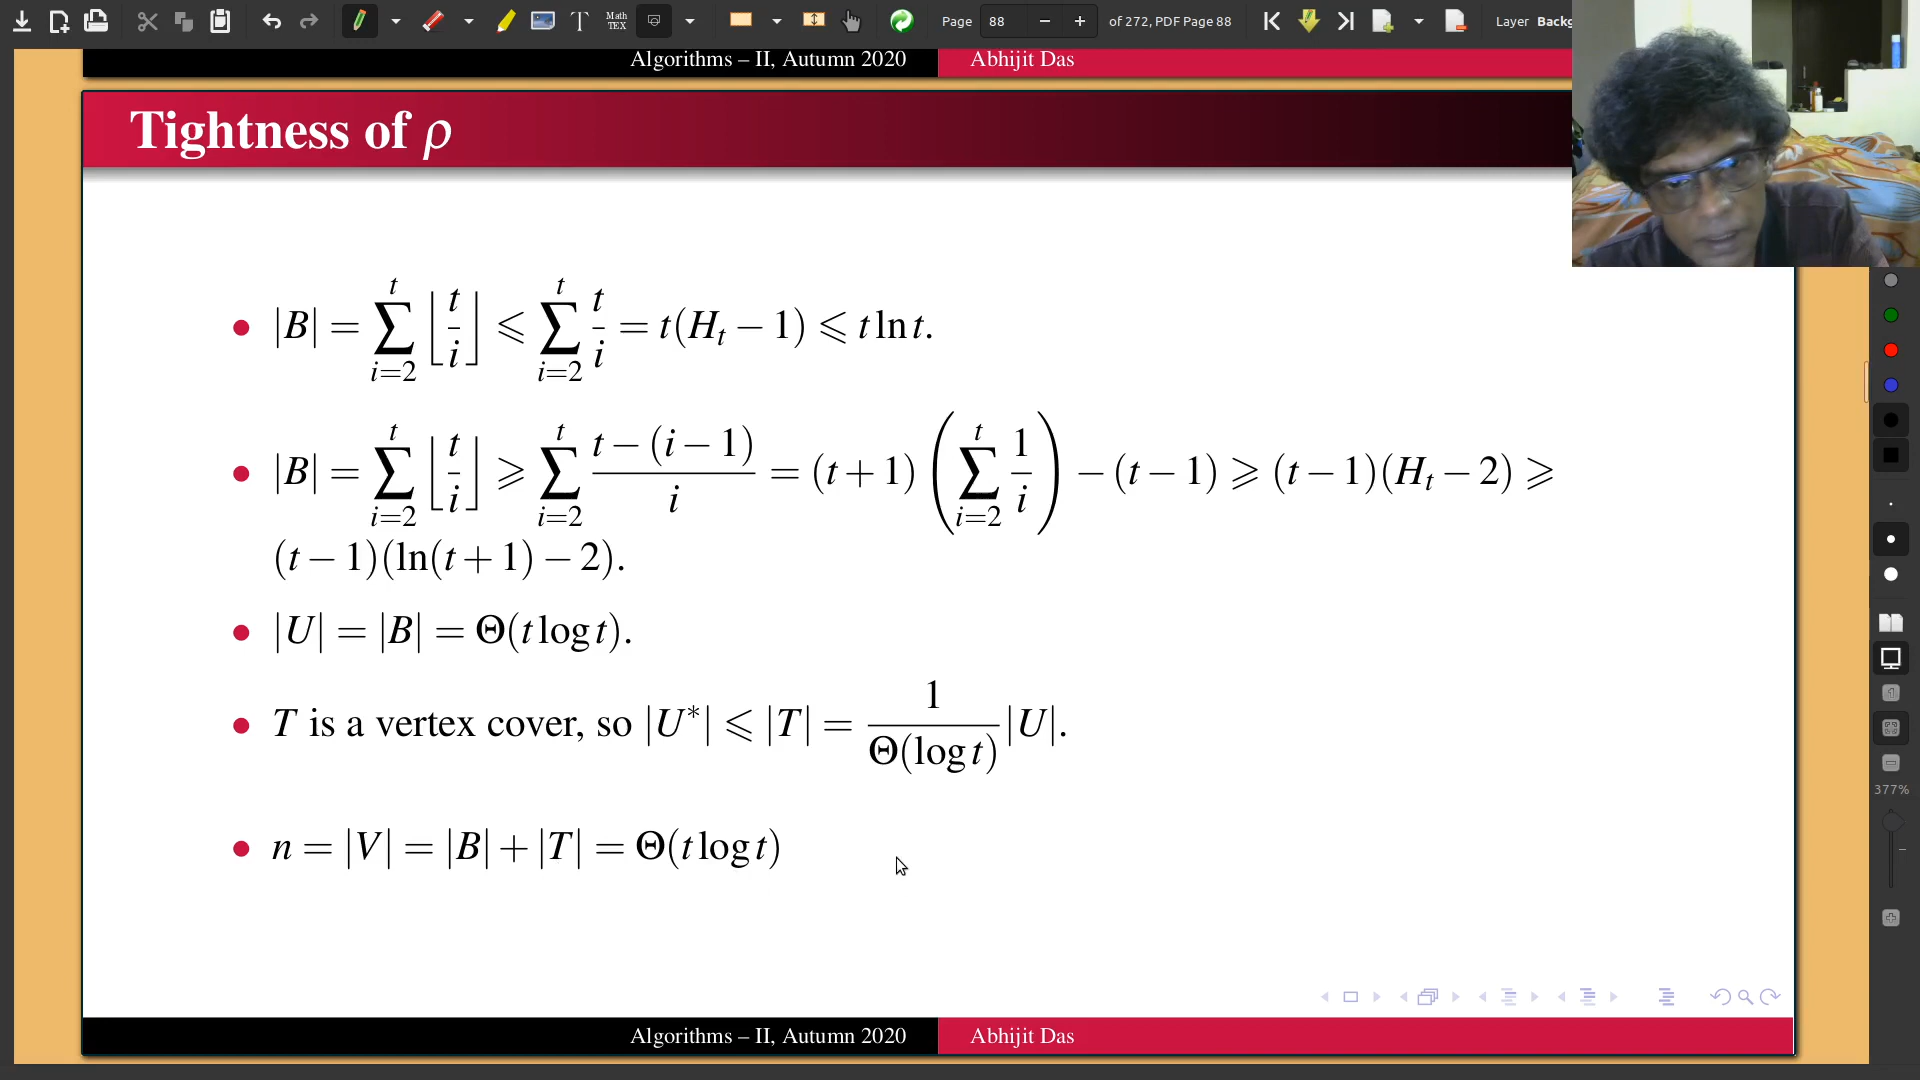 Page 88 of 272, PDF Page 88 Layer
Math
TEX
Algorithms – II, Autumn 2020 Abhijit Das
Tightness of ρ
• |B| = ∑_{i=2}^{t} ⌊t/i⌋ ⩽ ∑_{i=2}^{t} t/i = t(H_t − 1) ⩽ t ln t.
• |B| = ∑_{i=2}^{t} ⌊t/i⌋ ⩾ ∑_{i=2}^{t} (t − (i − 1))/i = (t + 1) (∑_{i=2}^{t} 1/i) − (t − 1) ⩾ (t − 1)(H_t − 2) ⩾
(t − 1)(ln(t + 1) − 2).
• |U| = |B| = Θ(t log t).
• T is a vertex cover, so |U*| ⩽ |T| = 1/Θ(log t) |U|.
• n = |V| = |B| + |T| = Θ(t log t)
377%
Algorithms – II, Autumn 2020 Abhijit Das